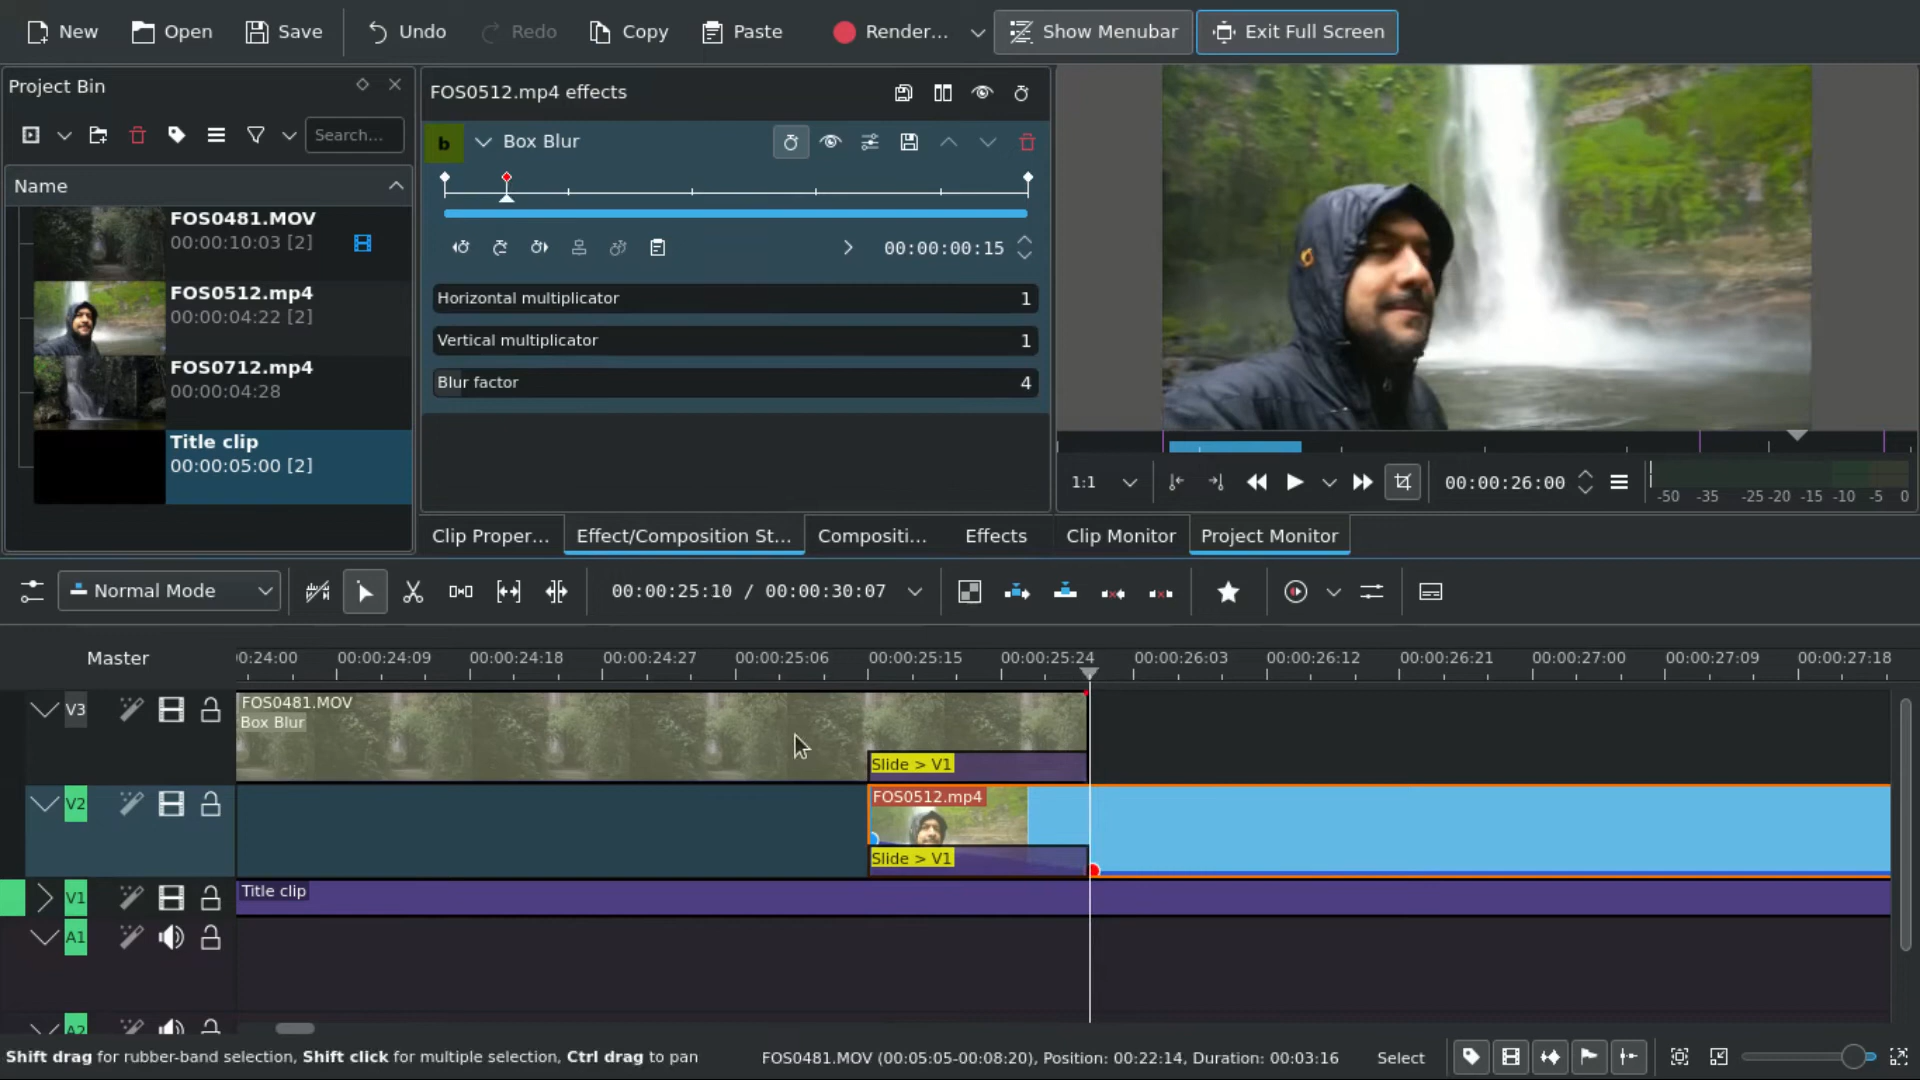 New Open Save Undo Redo Copy Paste Render... Show Menubar Exit Full Screen
Project Bin
Search...
Name
FOS0481.MOV
00:00:10:03 [2]
FOS0512.mp4
00:00:04:22 [2]
FOS0712.mp4
00:00:04:28
Title clip
00:00:05:00 [2]
FOS0512.mp4 effects
b Box Blur
00:00:00:15
Horizontal multiplicator 1
Vertical multiplicator 1
Blur factor 4
Clip Proper... Effect/Composition St... Compositi... Effects
1:1 00:00:26:00
-50 -35 -25 -20 -15 -10 -5 0
Clip Monitor Project Monitor
Normal Mode 00:00:25:10 / 00:00:30:07
Master
0:24:00 00:00:24:09 00:00:24:18 00:00:24:27 00:00:25:06 00:00:25:15 00:00:25:24 00:00:26:03 00:00:26:12 00:00:26:21 00:00:27:00 00:00:27:09 00:00:27:18
V3
FOS0481.MOV
Box Blur
Slide > V1
V2
FOS0512.mp4
Slide > V1
V1
Title clip
A1
A2
Shift drag for rubber-band selection, Shift click for multiple selection, Ctrl drag to pan
FOS0481.MOV (00:05:05-00:08:20), Position: 00:22:14, Duration: 00:03:16
Select